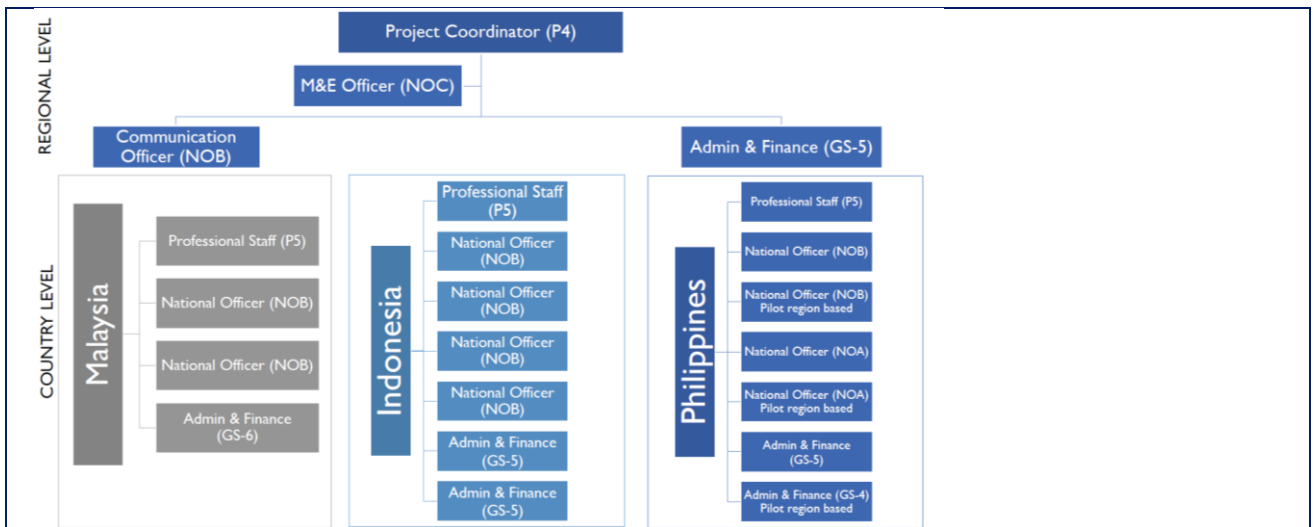 REGIONAL LEVEL
Project Coordinator (P4)
M&E Officer (NOC)
Communication
Officer (NOB)
Admin & Finance (GS-5)
COUNTRY LEVEL
Malaysia
Professional Staff (P5)
National Officer (NOB)
National Officer (NOB)
Admin & Finance
(GS-6)
Indonesia
Professional Staff
(P5)
National Officer
(NOB)
National Officer
(NOB)
National Officer
(NOB)
National Officer
(NOB)
Admin & Finance
(GS-5)
Admin & Finance
(GS-5)
Philippines
Professional Staff (P5)
National Officer (NOB)
National Officer (NOB)
Pilot region based
National Officer (NOA)
National Officer (NOA)
Pilot region based
Admin & Finance
(GS-5)
Admin & Finance (GS-4)
Pilot region based